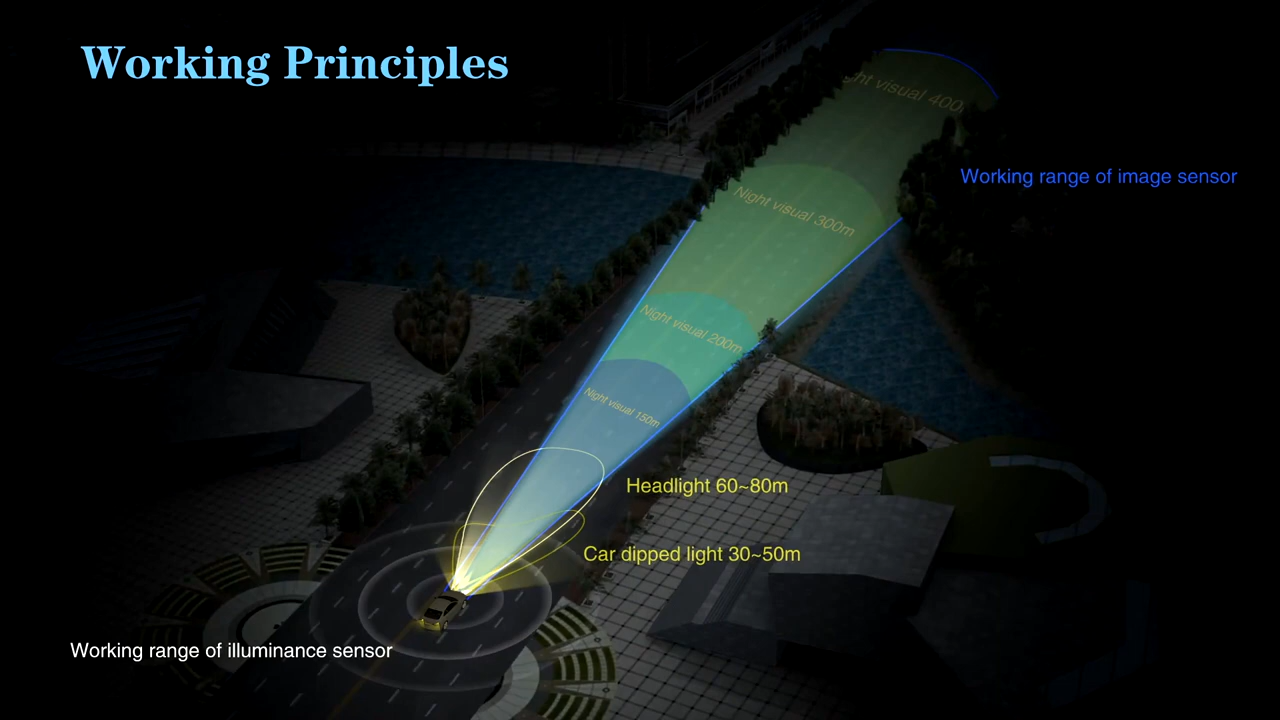 Working Principles
ght visual 400
Working range of image sensor
Night visual 300m
Night visual 200m
Night visual 150m
Headlight 60~80m
Car dipped light 30~50m
Working range of illuminance sensor